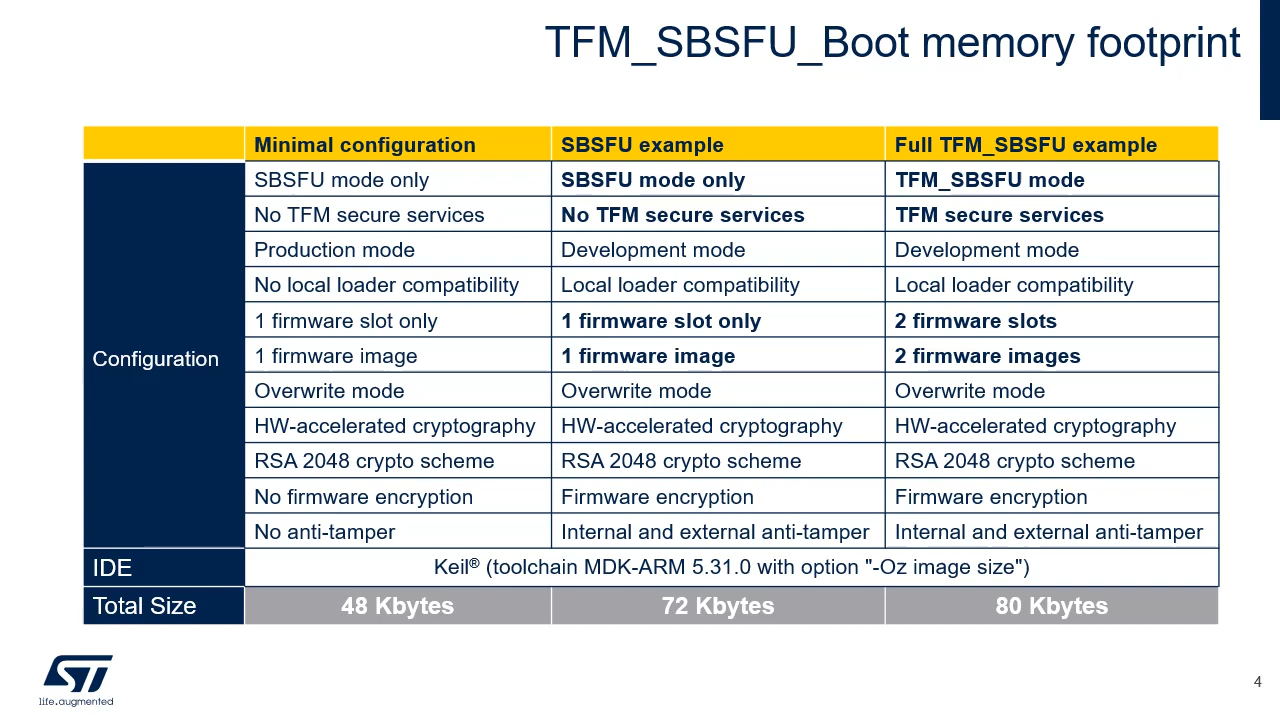 TFM_SBSFU_Boot memory footprint
Minimal configuration SBSFU example Full TFM_SBSFU example
SBSFU mode only SBSFU mode only TFM_SBSFU mode
No TFM secure services No TFM secure services TFM secure services
Production mode Development mode Development mode
No local loader compatibility Local loader compatibility Local loader compatibility
1 firmware slot only 1 firmware slot only 2 firmware slots
Configuration 1 firmware image 1 firmware image 2 firmware images
Overwrite mode Overwrite mode Overwrite mode
HW-accelerated cryptography HW-accelerated cryptography HW-accelerated cryptography
RSA 2048 crypto scheme RSA 2048 crypto scheme RSA 2048 crypto scheme
No firmware encryption Firmware encryption Firmware encryption
No anti-tamper Internal and external anti-tamper Internal and external anti-tamper
IDE Keil® (toolchain MDK-ARM 5.31.0 with option "-Oz image size")
Total Size 48 Kbytes 72 Kbytes 80 Kbytes
ST
life.augmented
4